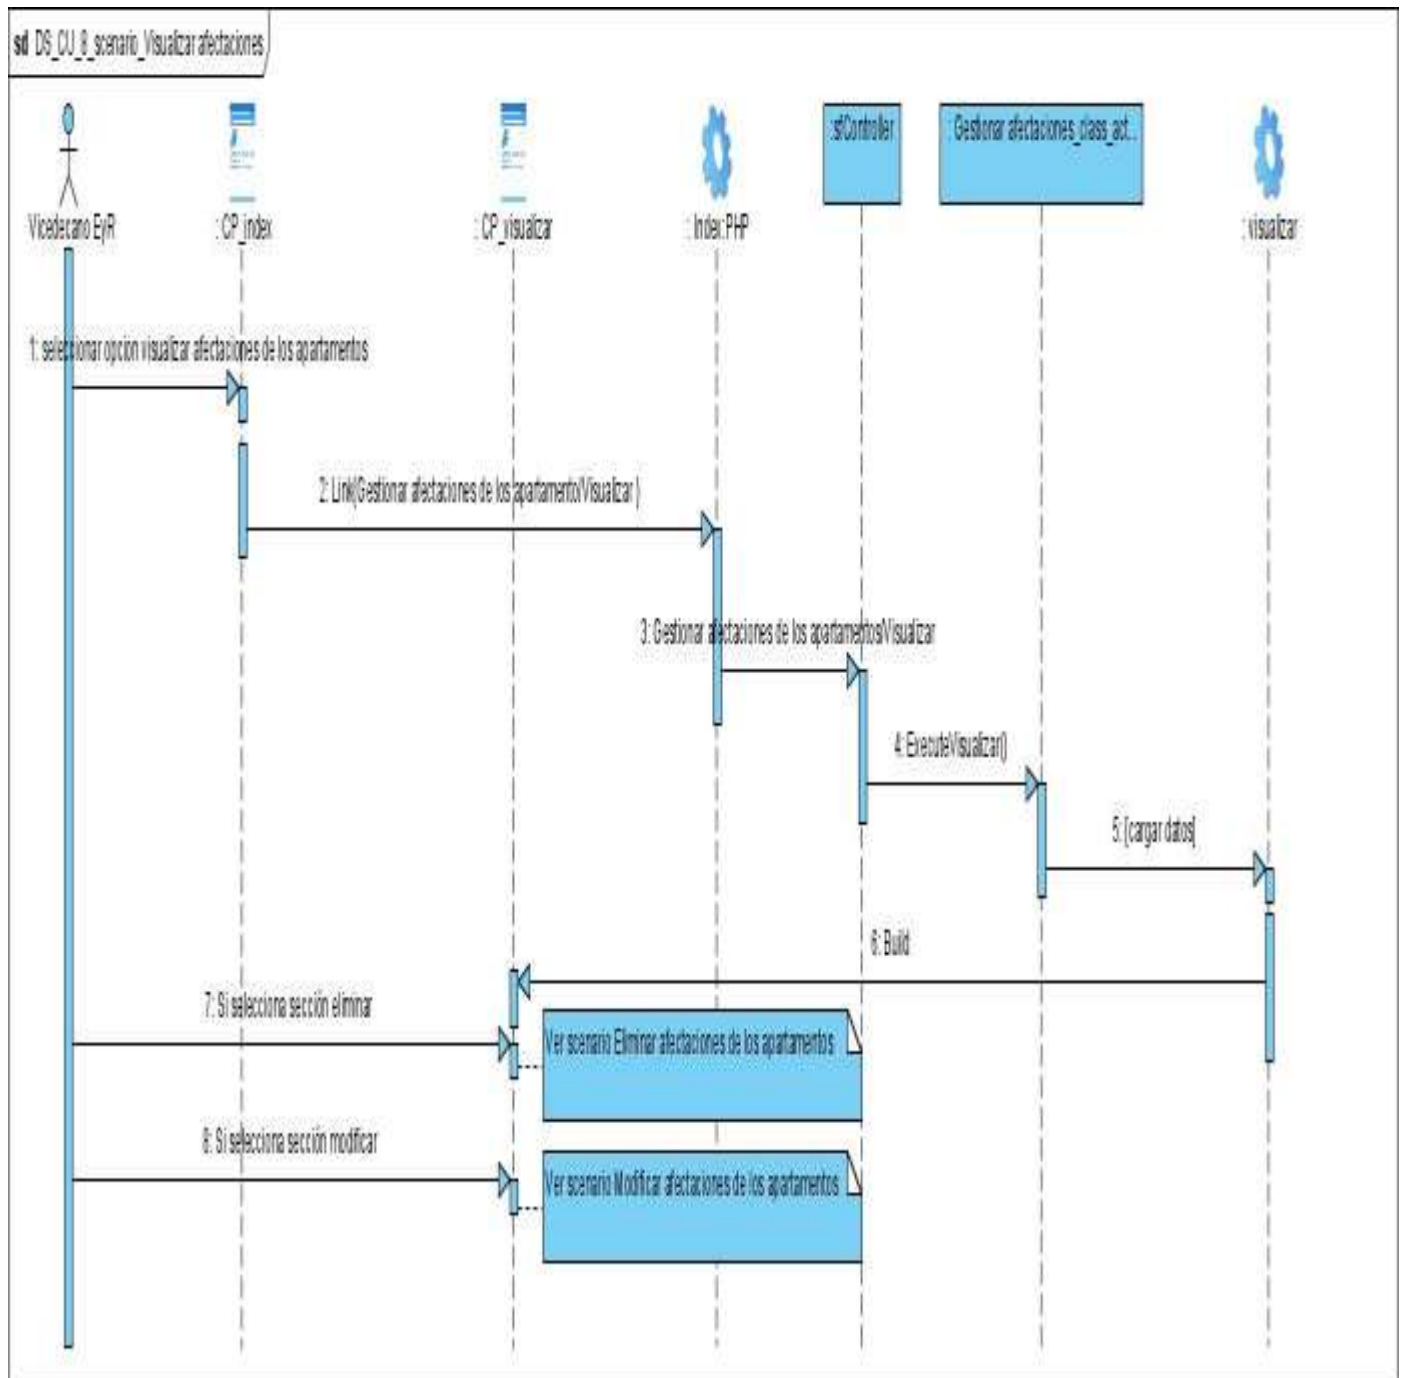 sd DS_CU_8_scenario_Visualizar afectaciones
Vicedecano EyR
: CP_index
: CP_visualizar
: Index.PHP
:sfController
: Gestionar afectaciones_class_act...
: visualizar
1: seleccionar opcion visualizar afectaciones de los apartamentos
2: Link(Gestionar afectaciones de los apartamento/Visualizar )
3: Gestionar afectaciones de los apartamentos/Visualizar
4: ExecuteVisualizar()
5: [cargar datos[
6: Build
7: Si selecciona sección eliminar
Ver scenario Eliminar afectaciones de los apartamentos
8: Si selecciona sección modificar
Ver scenario Modificar afectaciones de los apartamentos